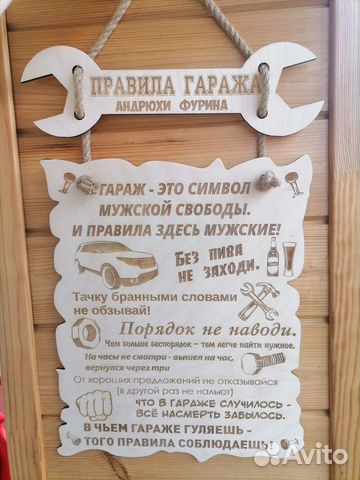 ПРАВИЛА ГАРАЖА
АНДРЮХИ ФУРИНА
ГАРАЖ - ЭТО СИМВОЛ
МУЖСКОЙ СВОБОДЫ.
И ПРАВИЛА ЗДЕСЬ МУЖСКИЕ!
БЕЗ ПИВА
НЕ ЗАХОДИ.
Тачку бранными словами
не обзывай!
Порядок не наводи.
Чем больше беспорядок - тем легче найти нужное.
На часы не смотри - вышел на час,
вернулся через три
От хороших предложений не отказывайся
(в другой раз не нальют)
ЧТО В ГАРАЖЕ СЛУЧИЛОСЬ -
ВСЁ НАСМЕРТЬ ЗАБЫЛОСЬ.
В ЧЬЕМ ГАРАЖЕ ГУЛЯЕШЬ -
ТОГО ПРАВИЛА СОБЛЮДАЕШЬ!
Avito